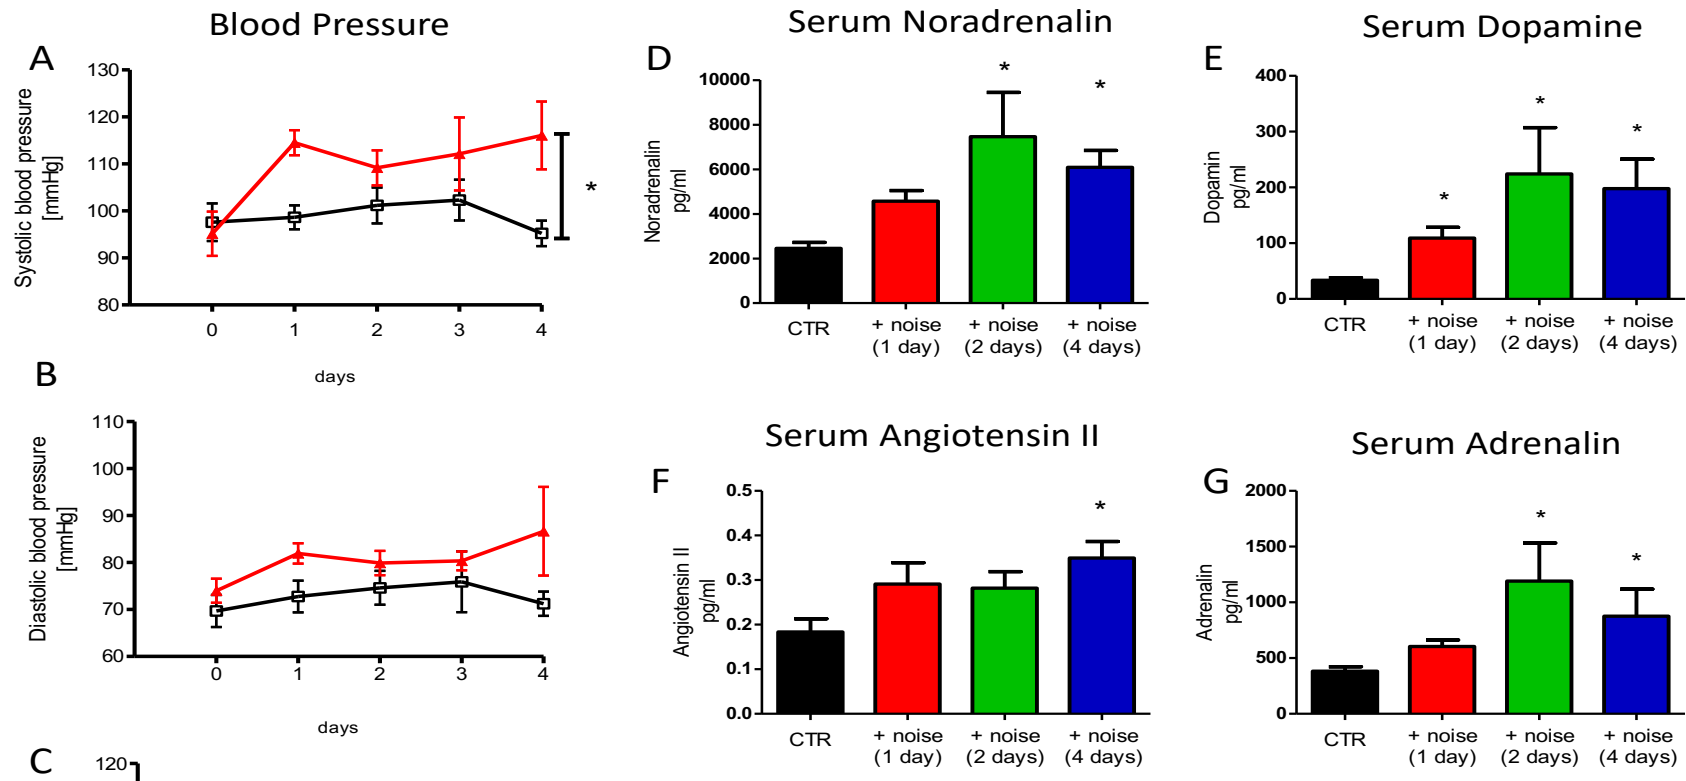 Blood Pressure
A
130
120
110
100
90
80
Systolic blood pressure
[mmHg]
*
0 1 2 3 4
days
B
110
100
90
80
70
60
Diastolic blood pressure
[mmHg]
0 1 2 3 4
days
C
120
Serum Noradrenalin
D
10000
8000
6000
4000
2000
0
Noradrenalin
pg/ml
* *
CTR + noise + noise + noise
(1 day) (2 days) (4 days)
Serum Dopamine
E
400
300
200
100
0
Dopamin
pg/ml
* * *
CTR + noise + noise + noise
(1 day) (2 days) (4 days)
Serum Angiotensin II
F
0.5
0.4
0.3
0.2
0.1
0.0
Angiotensin II
pg/ml
*
CTR + noise + noise + noise
(1 day) (2 days) (4 days)
Serum Adrenalin
G
2000
1500
1000
500
0
Adrenalin
pg/ml
* *
CTR + noise + noise + noise
(1 day) (2 days) (4 days)